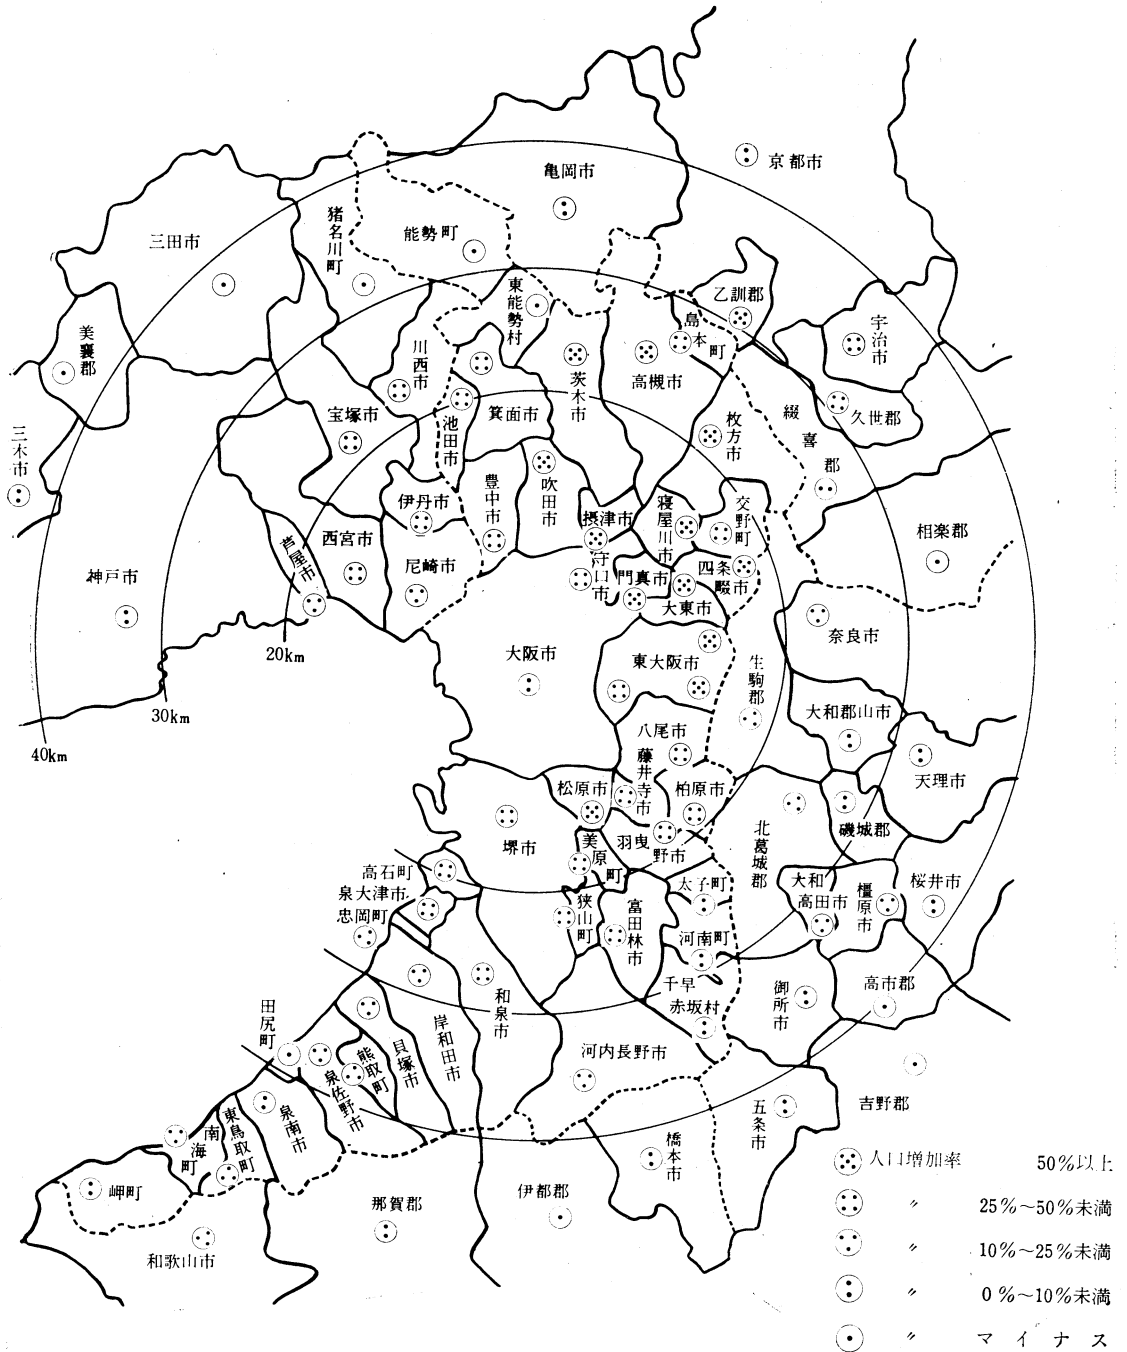 京都市
亀岡市
猪名川町
能勢町
三田市
東能勢村
乙訓郡
島本町
宇治市
美襄郡
川西市
茨木市
高槻市
久世郡
綴喜郡
宝塚市
池田市
箕面市
枚方市
三木市
豊中市
吹田市
伊丹市
摂津市
寝屋川市
交野町
相楽郡
西宮市
芦屋市
尼崎市
守口市
門真市
四条畷市
神戸市
大東市
奈良市
大阪市
東大阪市
生駒郡
20km
30km
40km
大和郡山市
八尾市
天理市
藤井寺市
松原市
柏原市
堺市
美原町
羽曳野市
北葛城郡
磯城郡
高石町
泉大津市
忠岡町
狭山町
富田林市
太子町
大和高田市
橿原市
桜井市
河南町
千早
赤坂村
御所市
高市郡
和泉市
岸和田市
貝塚市
熊取町
田尻町
泉佐野市
河内長野市
五条市
吉野郡
泉南市
東鳥取町
南海町
橋本市
岬町
那賀郡
伊都郡
和歌山市
人口増加率 50%以上
〃 25%~50%未満
〃 10%~25%未満
〃 0%~10%未満
〃 マイナス